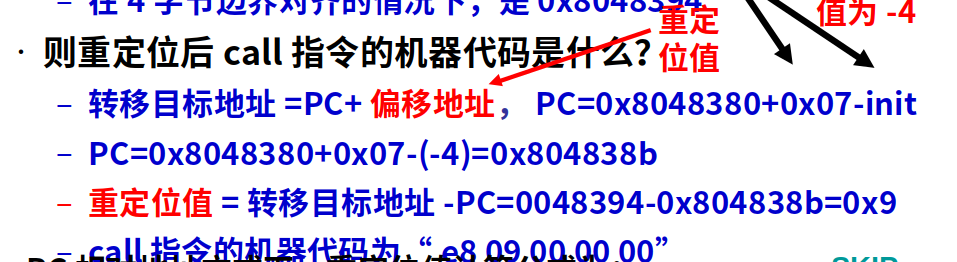 – 在 4 字节边界对齐的情况下，是 0x8048394
值为 -4
重定
位值
· 则重定位后 call 指令的机器代码是什么？
– 转移目标地址 =PC+ 偏移地址， PC=0x8048380+0x07-init
– PC=0x8048380+0x07-(-4)=0x804838b
– 重定位值 = 转移目标地址 -PC=0048394-0x804838b=0x9
– call 指令的机器代码为 “ e8 09 00 00 00”
SKIP